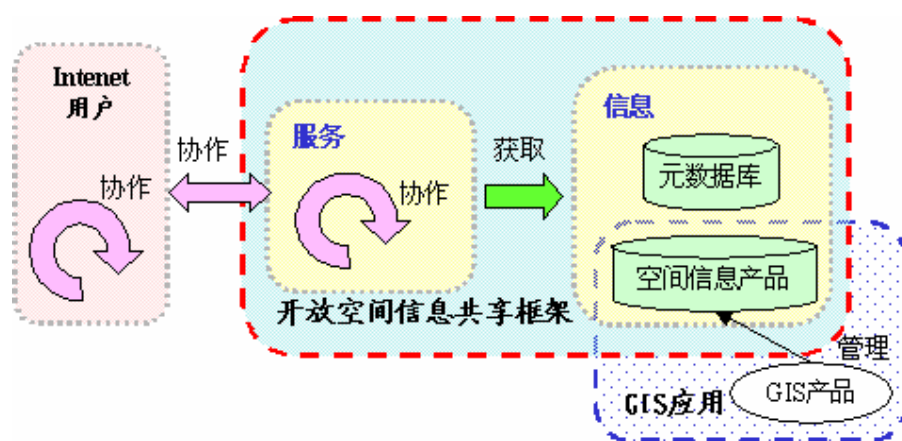 Intenet
用户
协作
协作
服务
协作
获取
信息
元数据库
空间信息产品
开放空间信息共享框架
管理
GIS产品
GIS应用